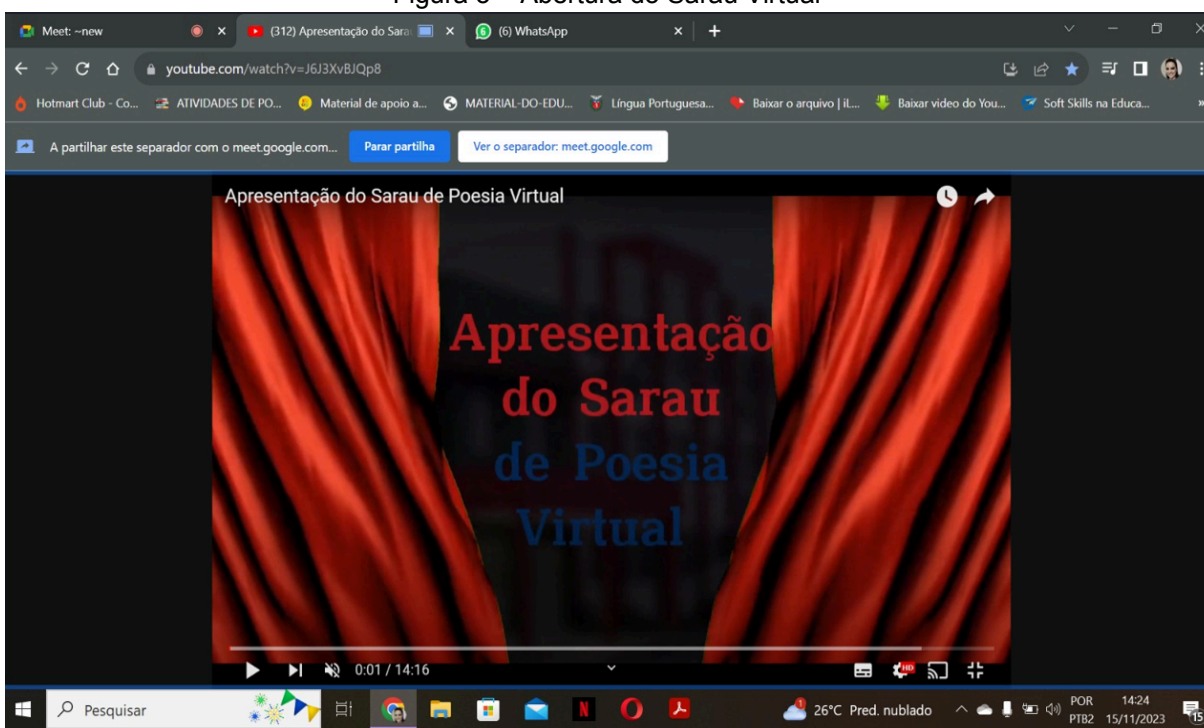 Abertura do Sarau Virtual
Meet: ~new
(312) Apresentação do Sara
(6) WhatsApp
youtube.com/watch?v=J6J3XvBJQp8
Hotmart Club - Co...
ATIVIDADES DE PO...
Material de apoio a...
MATERIAL-DO-EDU...
Língua Portuguesa...
Baixar o arquivo | iL...
Baixar video do You...
Soft Skills na Educa...
A partilhar este separador com o meet.google.com...
Parar partilha
Ver o separador: meet.google.com
Apresentação do Sarau de Poesia Virtual
Apresentação
do Sarau
de Poesia
Virtual
0:01 / 14:16
HD
Pesquisar
26°C Pred. nublado
POR
PTB2
14:24
15/11/2023